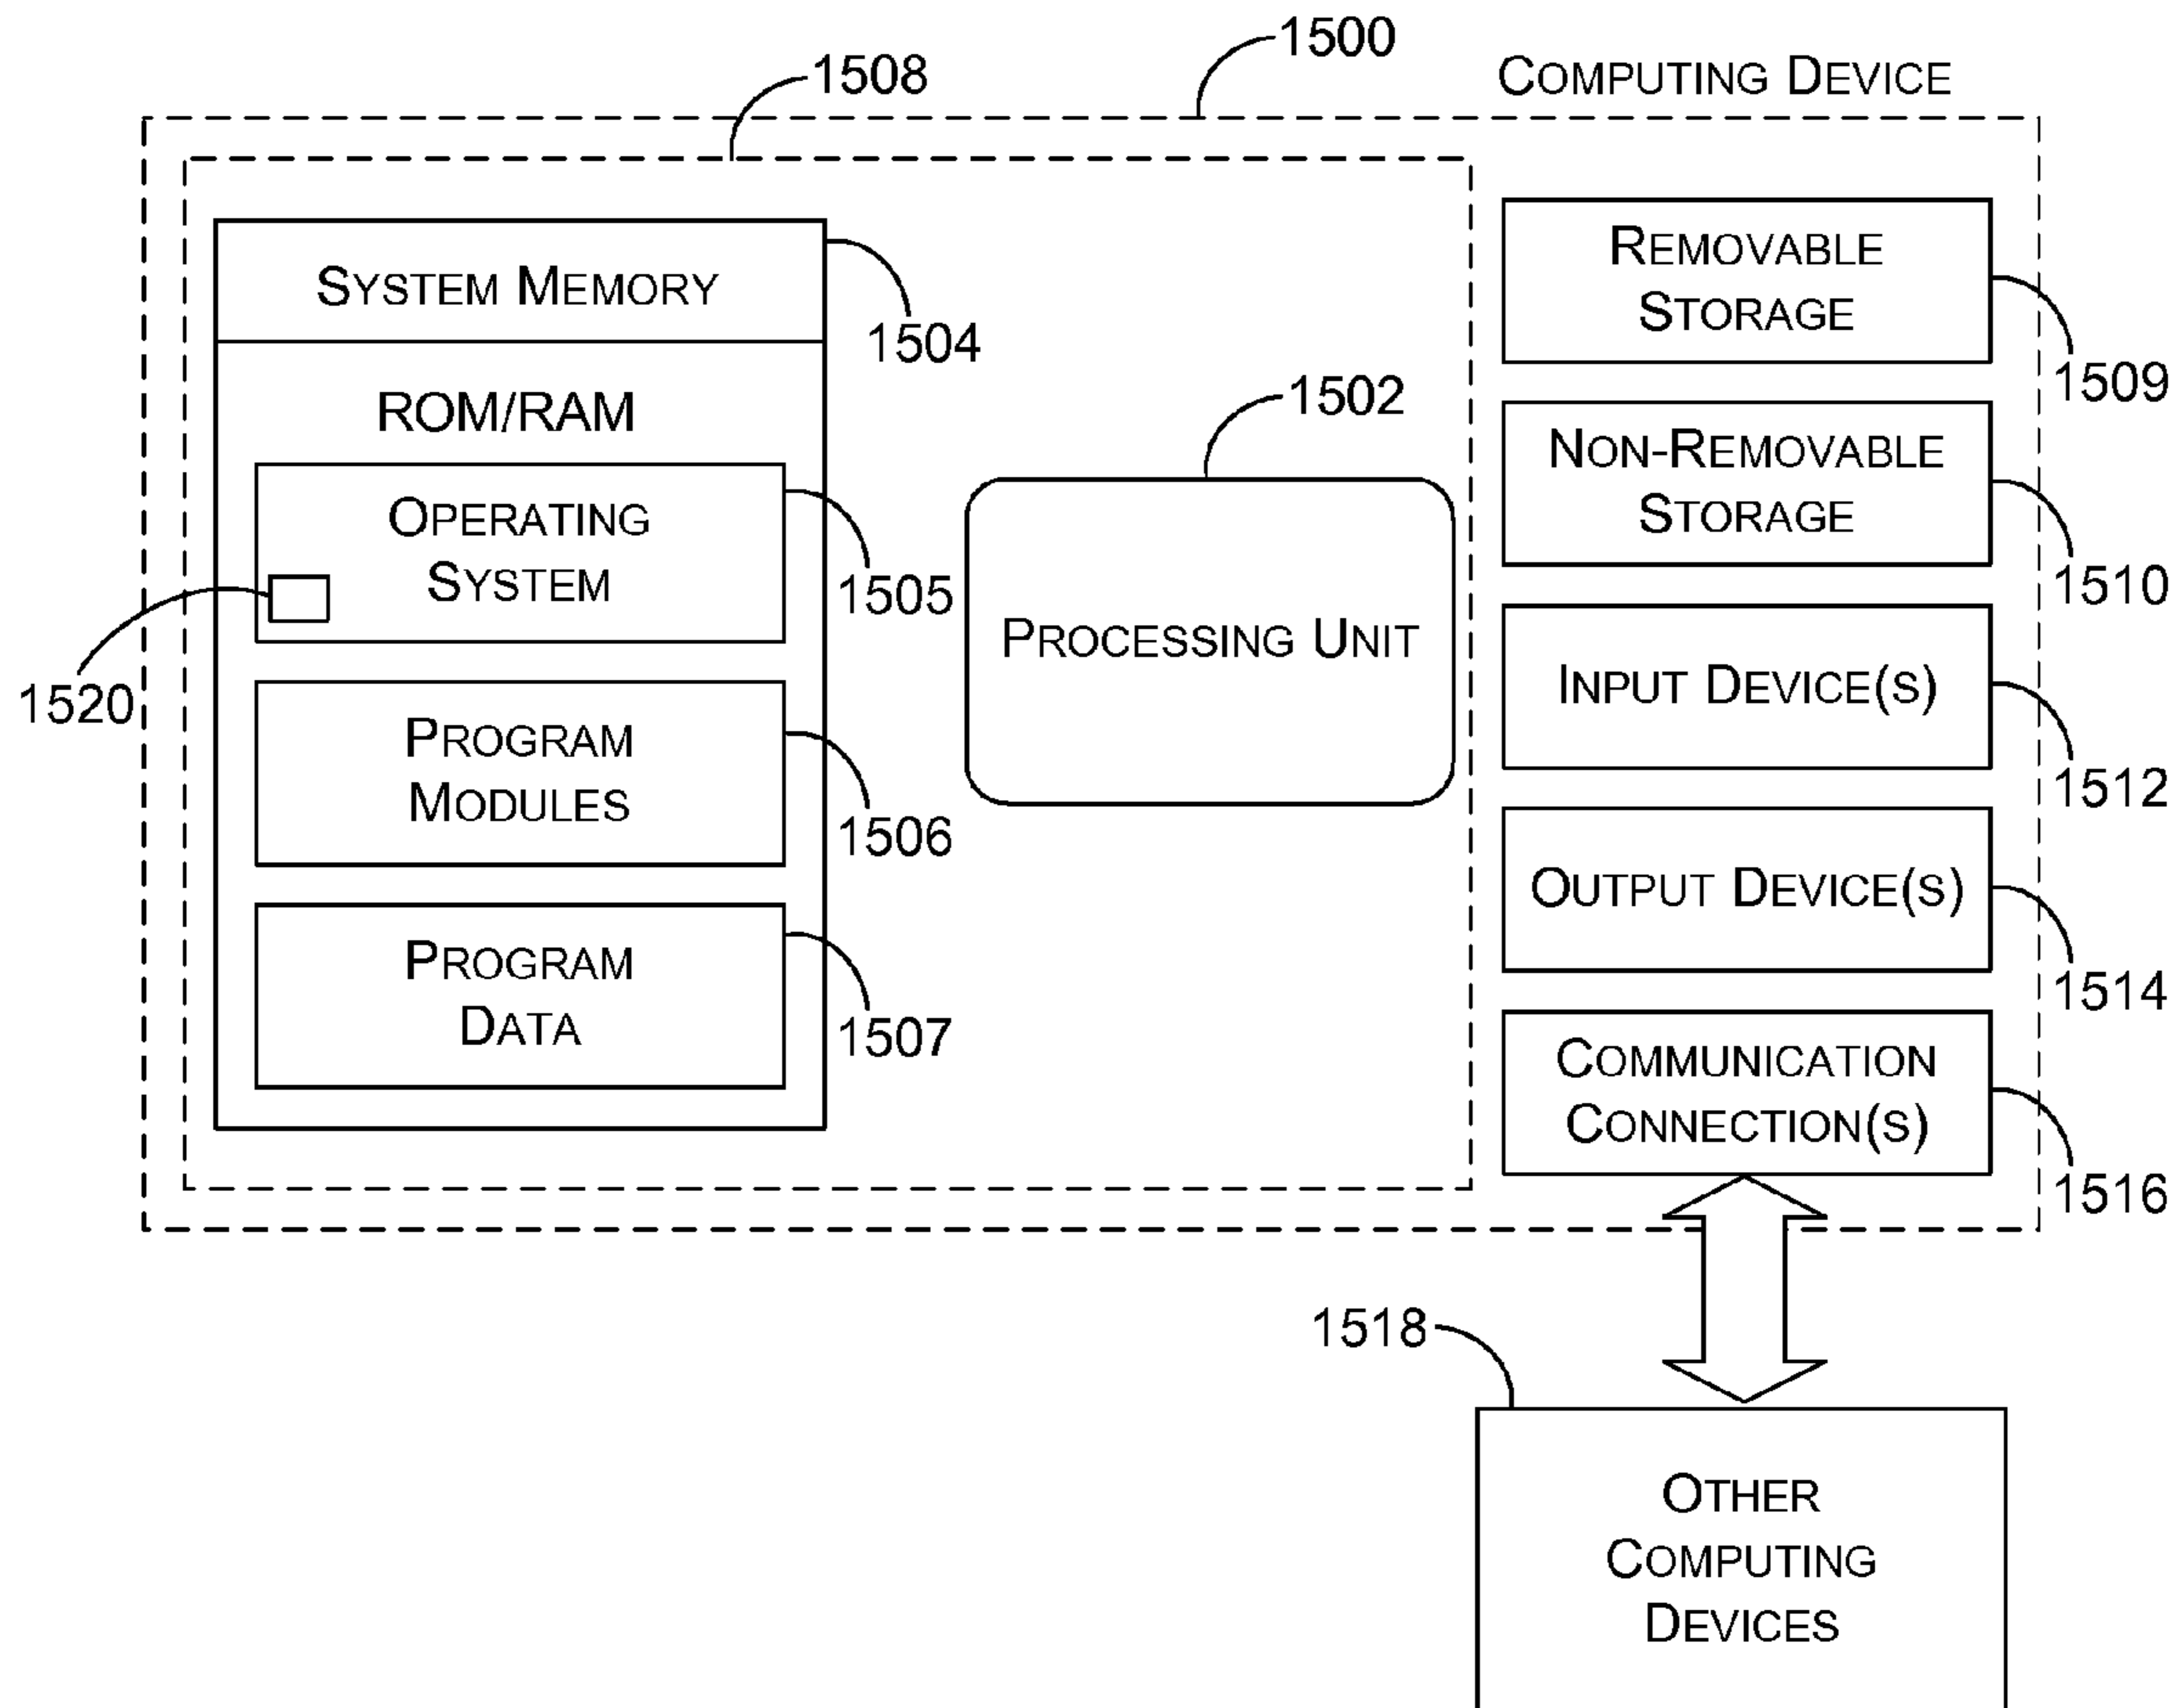 1500
1508
COMPUTING DEVICE
SYSTEM MEMORY
1504
ROM/RAM
OPERATING
SYSTEM
1505
1520
PROGRAM
MODULES
1506
PROGRAM
DATA
1507
1502
PROCESSING UNIT
REMOVABLE
STORAGE
1509
NON-REMOVABLE
STORAGE
1510
INPUT DEVICE(S)
1512
OUTPUT DEVICE(S)
1514
COMMUNICATION
CONNECTION(S)
1516
1518
OTHER
COMPUTING
DEVICES